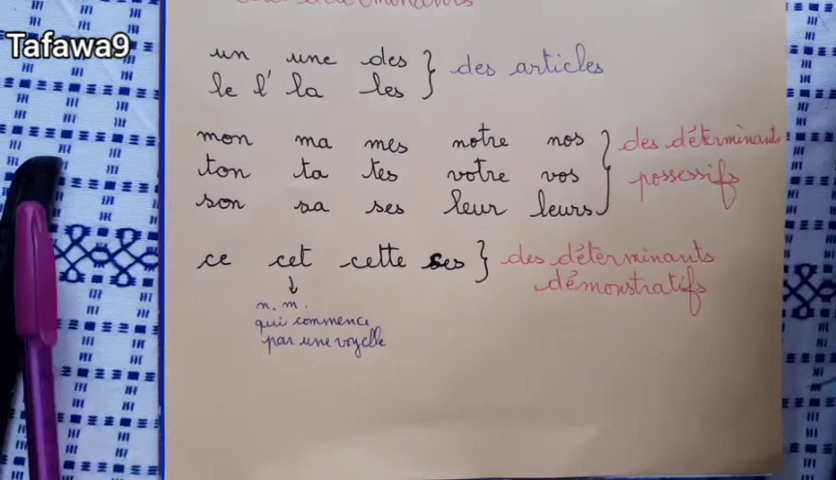 Tafawa9
déterminants
un une des } des articles
le l' la les
mon ma mes notre nos } des déterminants
ton ta tes votre vos possessifs
son sa ses leur leurs
ce cet cette ses } des déterminants
démonstratifs
↓
n. m.
qui commence
par une voyelle